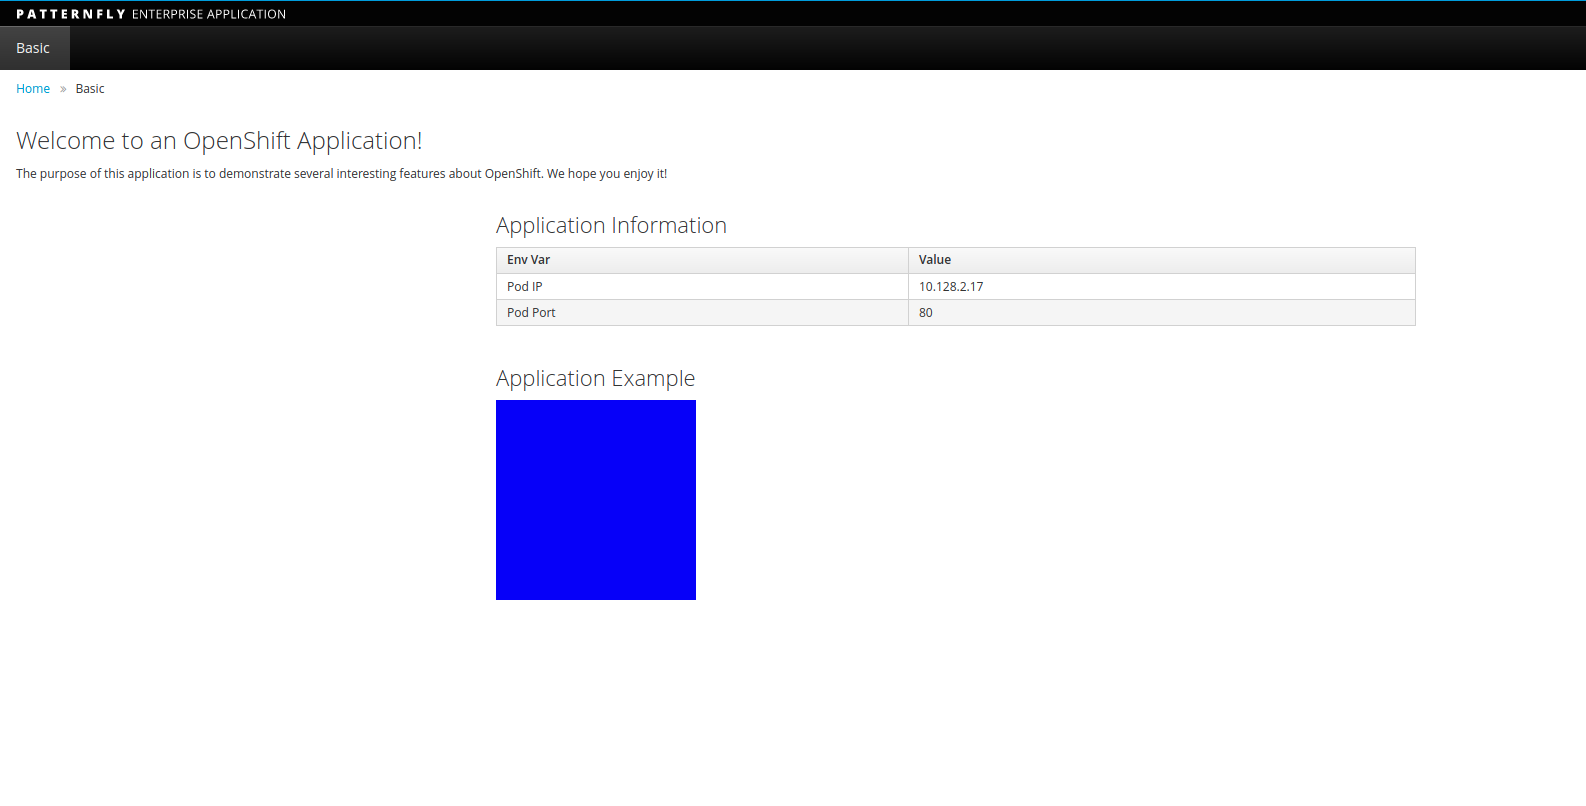 PATTERNFLY ENTERPRISE APPLICATION
Basic
Home » Basic
Welcome to an OpenShift Application!
The purpose of this application is to demonstrate several interesting features about OpenShift. We hope you enjoy it!
Application Information
Env Var Value
Pod IP 10.128.2.17
Pod Port 80
Application Example